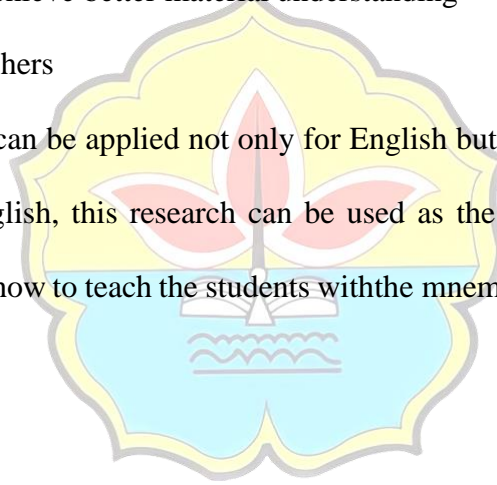 better material understanding
hers
can be applied not only for English but
glish, this research can be used as the
how to teach the students withthe mnem